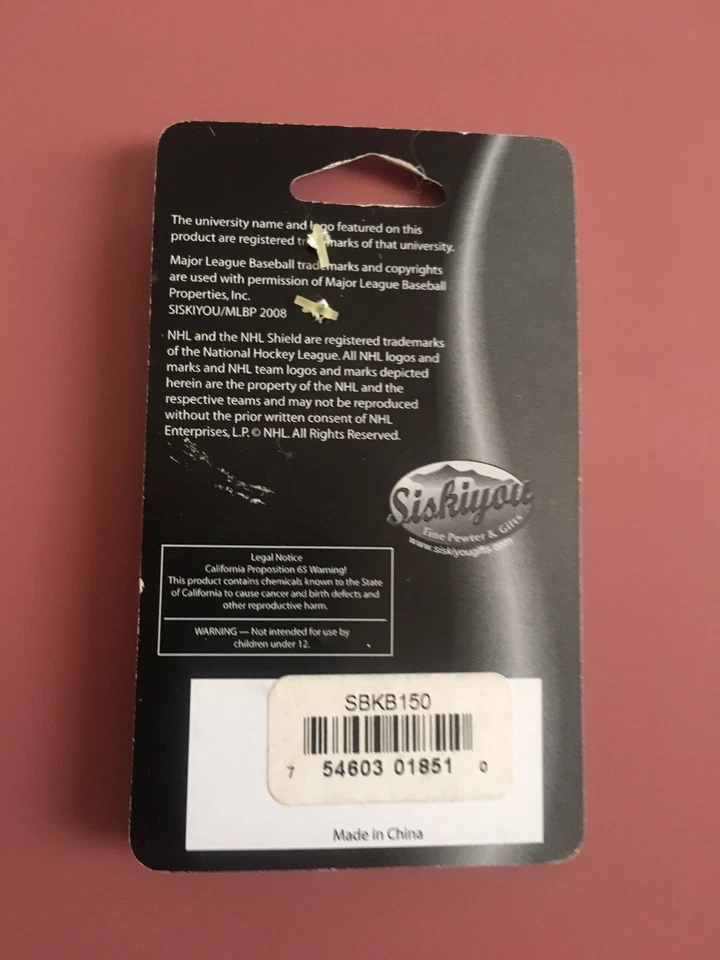 The university name and logo featured on this
product are registered trademarks of that university.
Major League Baseball trademarks and copyrights
are used with permission of Major League Baseball
Properties, Inc.
SISKIYOU/MLBP 2008
NHL and the NHL Shield are registered trademarks
of the National Hockey League. All NHL logos and
marks and NHL team logos and marks depicted
herein are the property of the NHL and the
respective teams and may not be reproduced
without the prior written consent of NHL
Enterprises, L.P. © NHL. All Rights Reserved.
Siskiyou
Fine Pewter & Gifts
www.siskiyougifts.com
Legal Notice
California Proposition 65 Warning!
This product contains chemicals known to the State
of California to cause cancer and birth defects and
other reproductive harm.
WARNING — Not intended for use by
children under 12.
SBKB150
7 54603 01851 0
Made in China